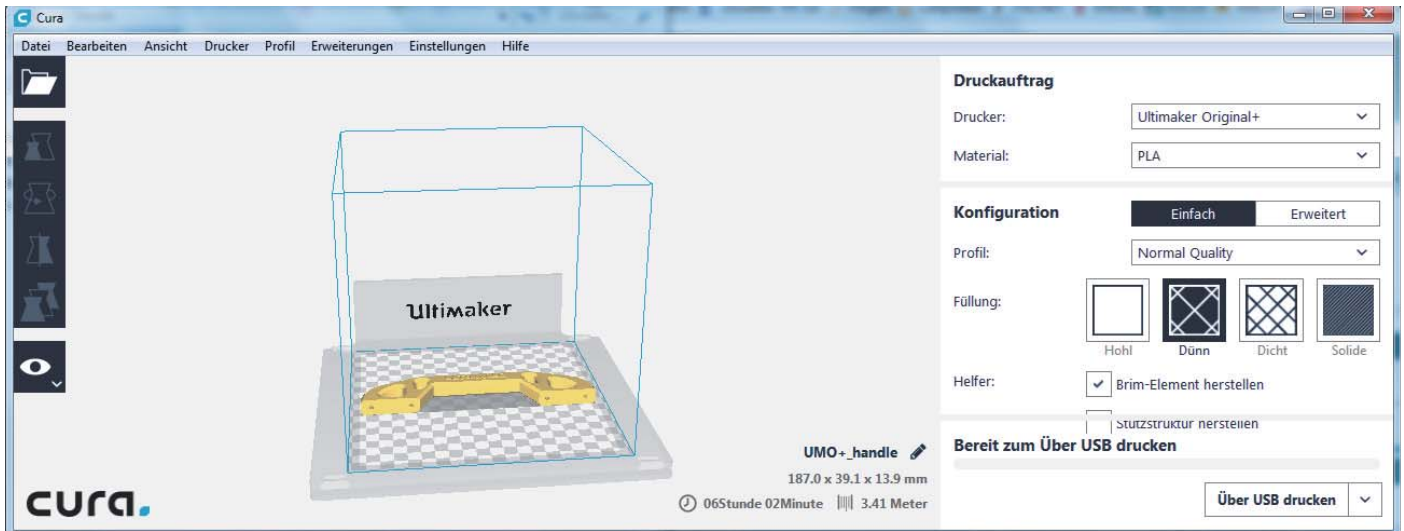 Cura
Datei Bearbeiten Ansicht Drucker Profil Erweiterungen Einstellungen Hilfe
Ultimaker
UMO+_handle
187.0 x 39.1 x 13.9 mm
06Stunde 02Minute 3.41 Meter
cura.
Druckauftrag
Drucker: Ultimaker Original+
Material: PLA
Konfiguration Einfach Erweitert
Profil: Normal Quality
Füllung:
Hohl Dünn Dicht Solide
Helfer: Brim-Element herstellen
Stützstruktur herstellen
Bereit zum Über USB drucken
Über USB drucken